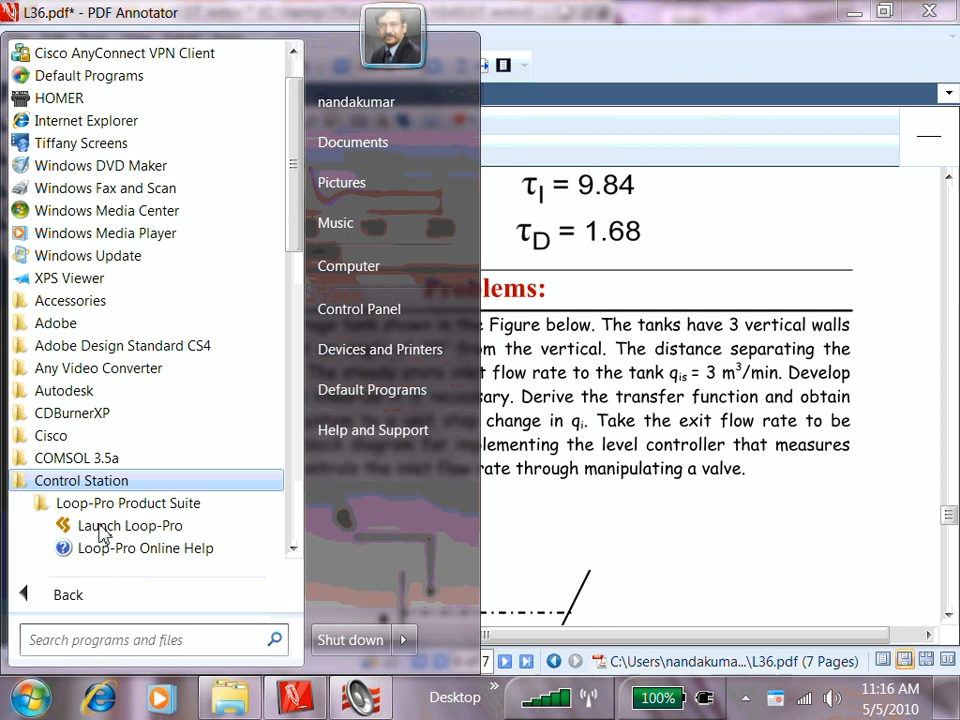 L36.pdf* - PDF Annotator
Cisco AnyConnect VPN Client
Default Programs
HOMER
Internet Explorer
Tiffany Screens
Windows DVD Maker
Windows Fax and Scan
Windows Media Center
Windows Media Player
Windows Update
XPS Viewer
Accessories
Adobe
Adobe Design Standard CS4
Any Video Converter
Autodesk
CDBurnerXP
Cisco
COMSOL 3.5a
Control Station
Loop-Pro Product Suite
Launch Loop-Pro
Loop-Pro Online Help
Back
Search programs and files
nandakumar
Documents
Pictures
Music
Computer
Control Panel
Devices and Printers
Default Programs
Help and Support
Shut down
τI = 9.84
τD = 1.68
Problems:
Figure below. The tanks have 3 vertical walls
from the vertical. The distance separating the
flow rate to the tank qis = 3 m3/min. Develop
Derive the transfer function and obtain
change in qi. Take the exit flow rate to be
implementing the level controller that measures
rate through manipulating a valve.
7
C:\Users\nandakuma...\L36.pdf (7 Pages)
Desktop
»
100%
11:16 AM
5/5/2010